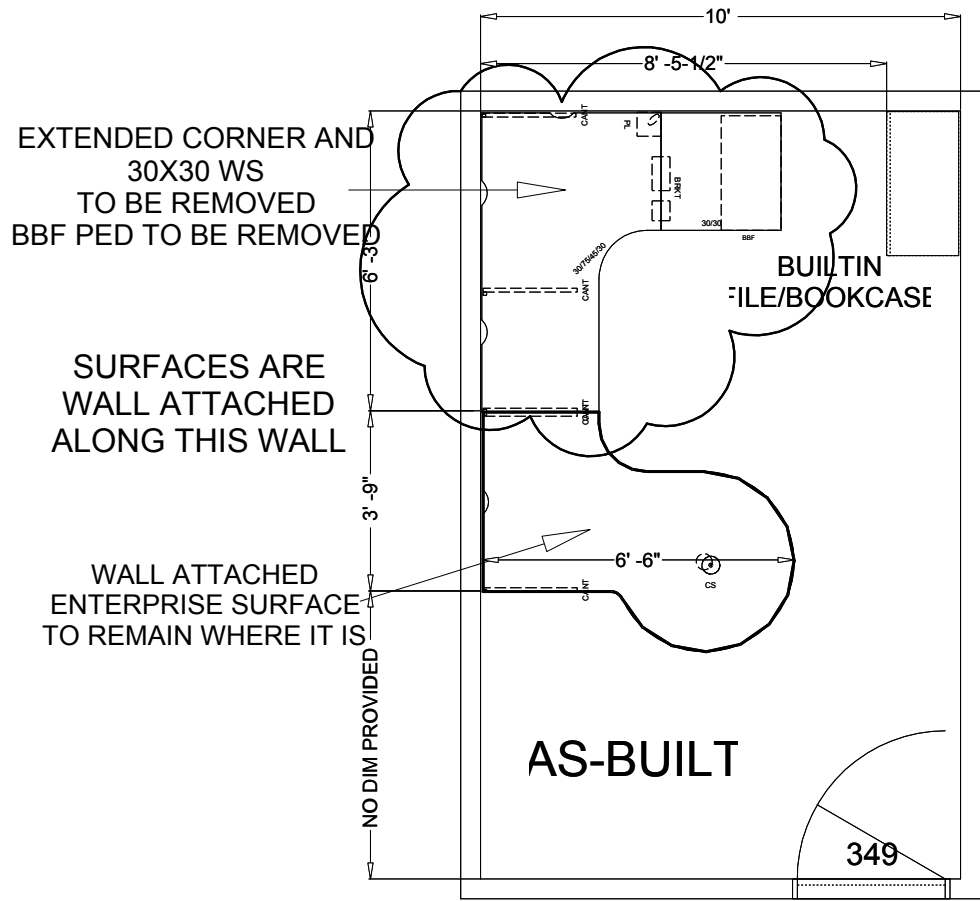 10'
8' -5-1/2"
EXTENDED CORNER AND
30X30 WS
TO BE REMOVED
BBF PED TO BE REMOVED
6' -3"
CANT
PL
BRKT
30/30
BBF
30/75/45/30
CANT
BUILTIN
FILE/BOOKCASE
SURFACES ARE
WALL ATTACHED
ALONG THIS WALL
CANT
3' -9"
6' -6"
CS
WALL ATTACHED
ENTERPRISE SURFACE
TO REMAIN WHERE IT IS
CANT
NO DIM PROVIDED
AS-BUILT
349